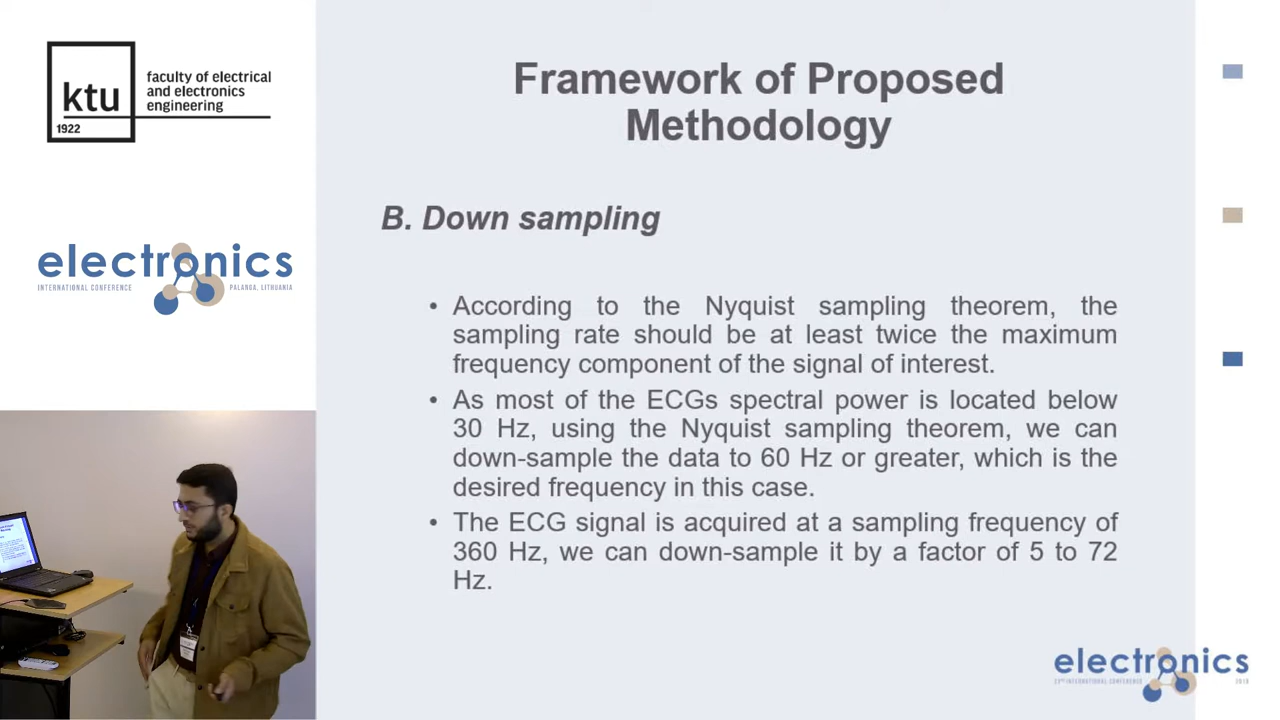 ktu
1922
faculty of electrical
and electronics
engineering
electronics
INTERNATIONAL CONFERENCE PALANGA, LITHUANIA
Framework of Proposed
Methodology
B. Down sampling
• According to the Nyquist sampling theorem, the
sampling rate should be at least twice the maximum
frequency component of the signal of interest.
• As most of the ECGs spectral power is located below
30 Hz, using the Nyquist sampling theorem, we can
down-sample the data to 60 Hz or greater, which is the
desired frequency in this case.
• The ECG signal is acquired at a sampling frequency of
360 Hz, we can down-sample it by a factor of 5 to 72
Hz.
electronics
INTERNATIONAL CONFERENCE